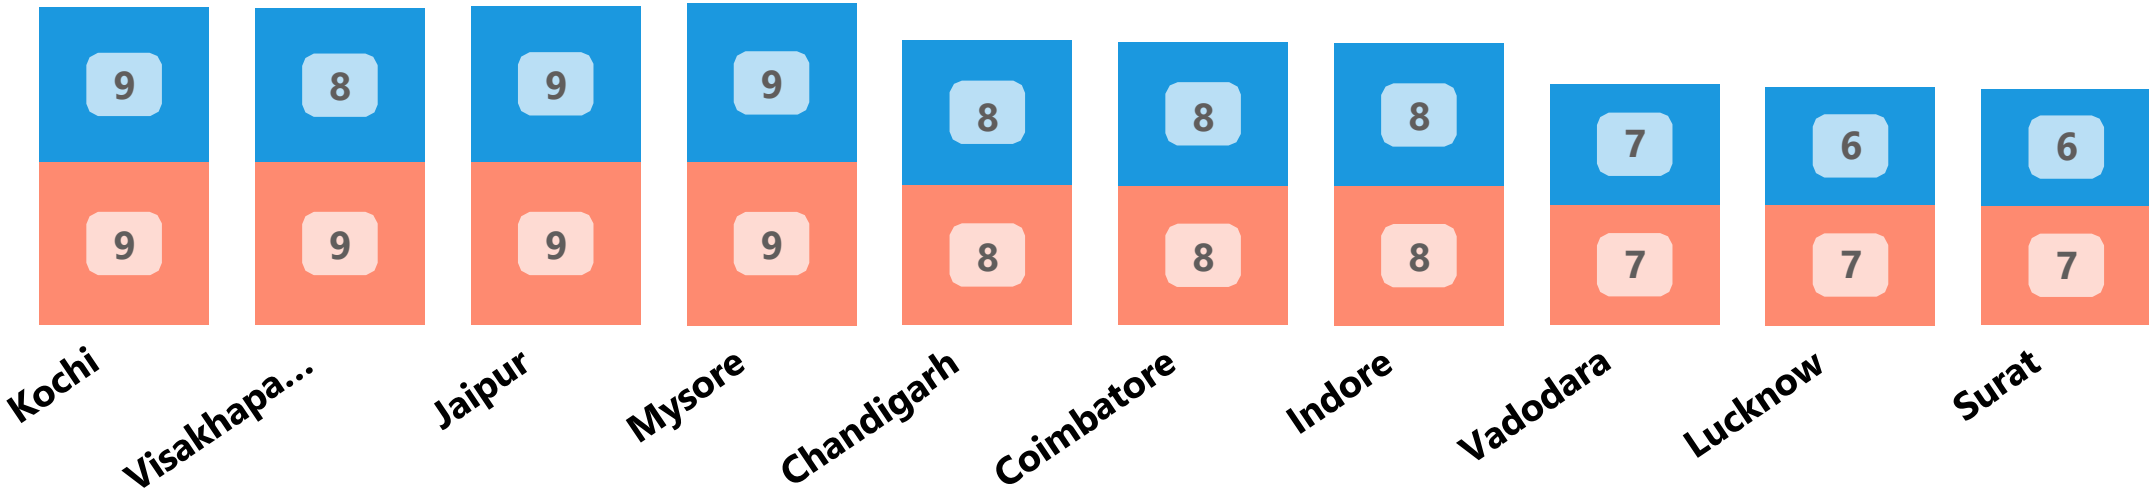 9 8 9 9 8 8 8 7 6 6
9 9 9 9 8 8 8 7 7 7
Kochi Visakhapa... Jaipur Mysore Chandigarh Coimbatore Indore Vadodara Lucknow Surat